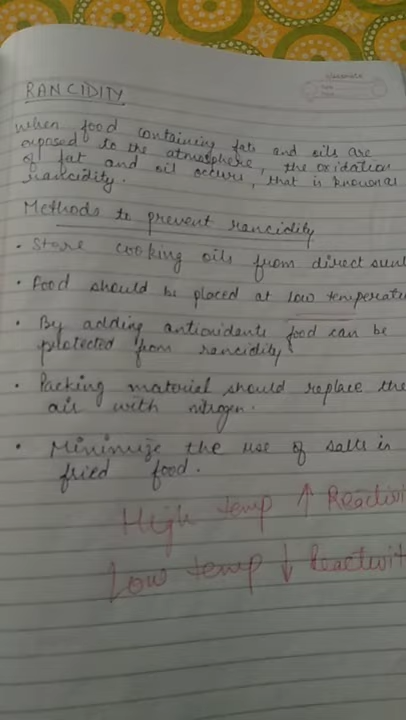 RANCIDITY
When food containing fats and oils are
exposed to the atmosphere, the oxidation
of fat and oil occurs, that is known as
rancidity.
Methods to prevent rancidity
• Store cooking oils from direct sunl
• Food should be placed at low temperatu
• By adding antioxidants food can be
protected from rancidity
• Packing material should replace the
air with nitrogen.
• Minimize the use of salts in
fried food.
High temp ↑ Reactivi
Low temp ↓ Reactivit